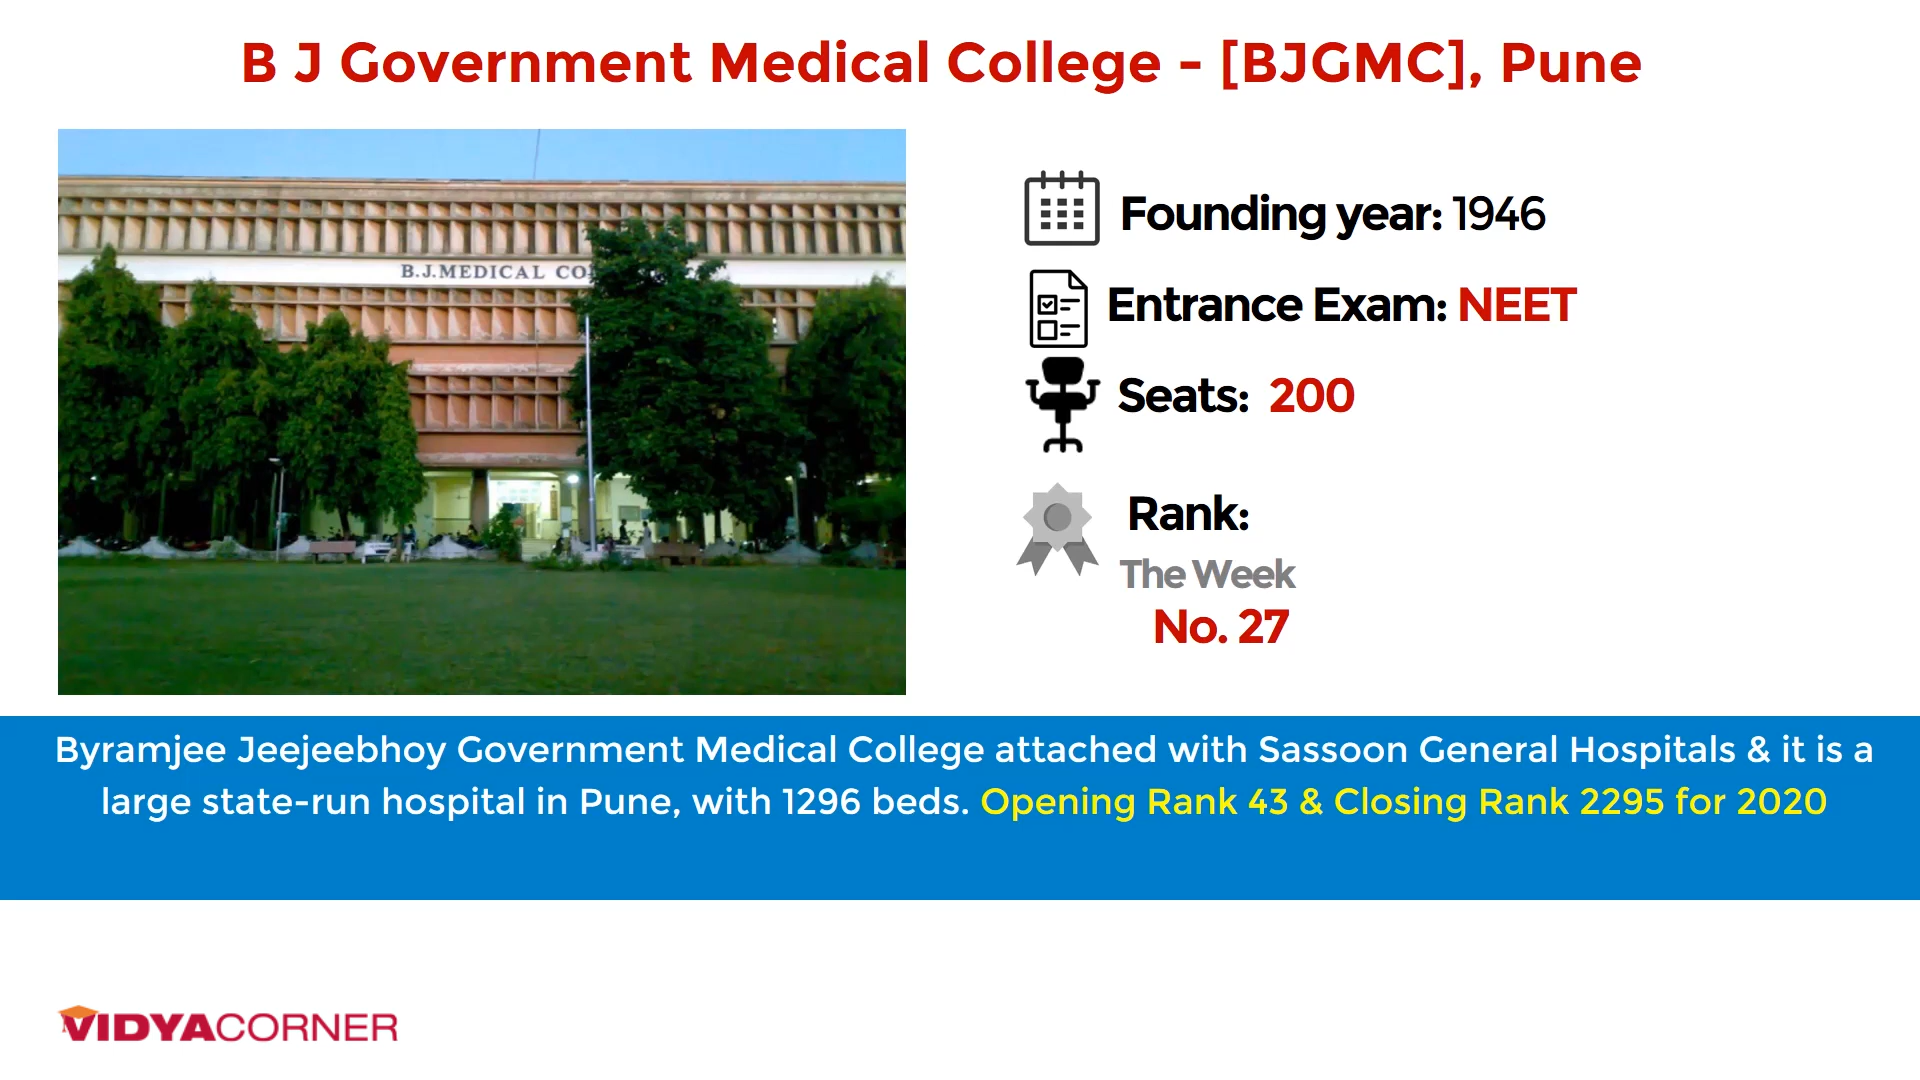 B J Government Medical College - [BJGMC], Pune
B.J.MEDICAL CO
Founding year: 1946
Entrance Exam: NEET
Seats: 200
Rank:
The Week
No. 27
Byramjee Jeejeebhoy Government Medical College attached with Sassoon General Hospitals & it is a
large state-run hospital in Pune, with 1296 beds. Opening Rank 43 & Closing Rank 2295 for 2020
VIDYACORNER